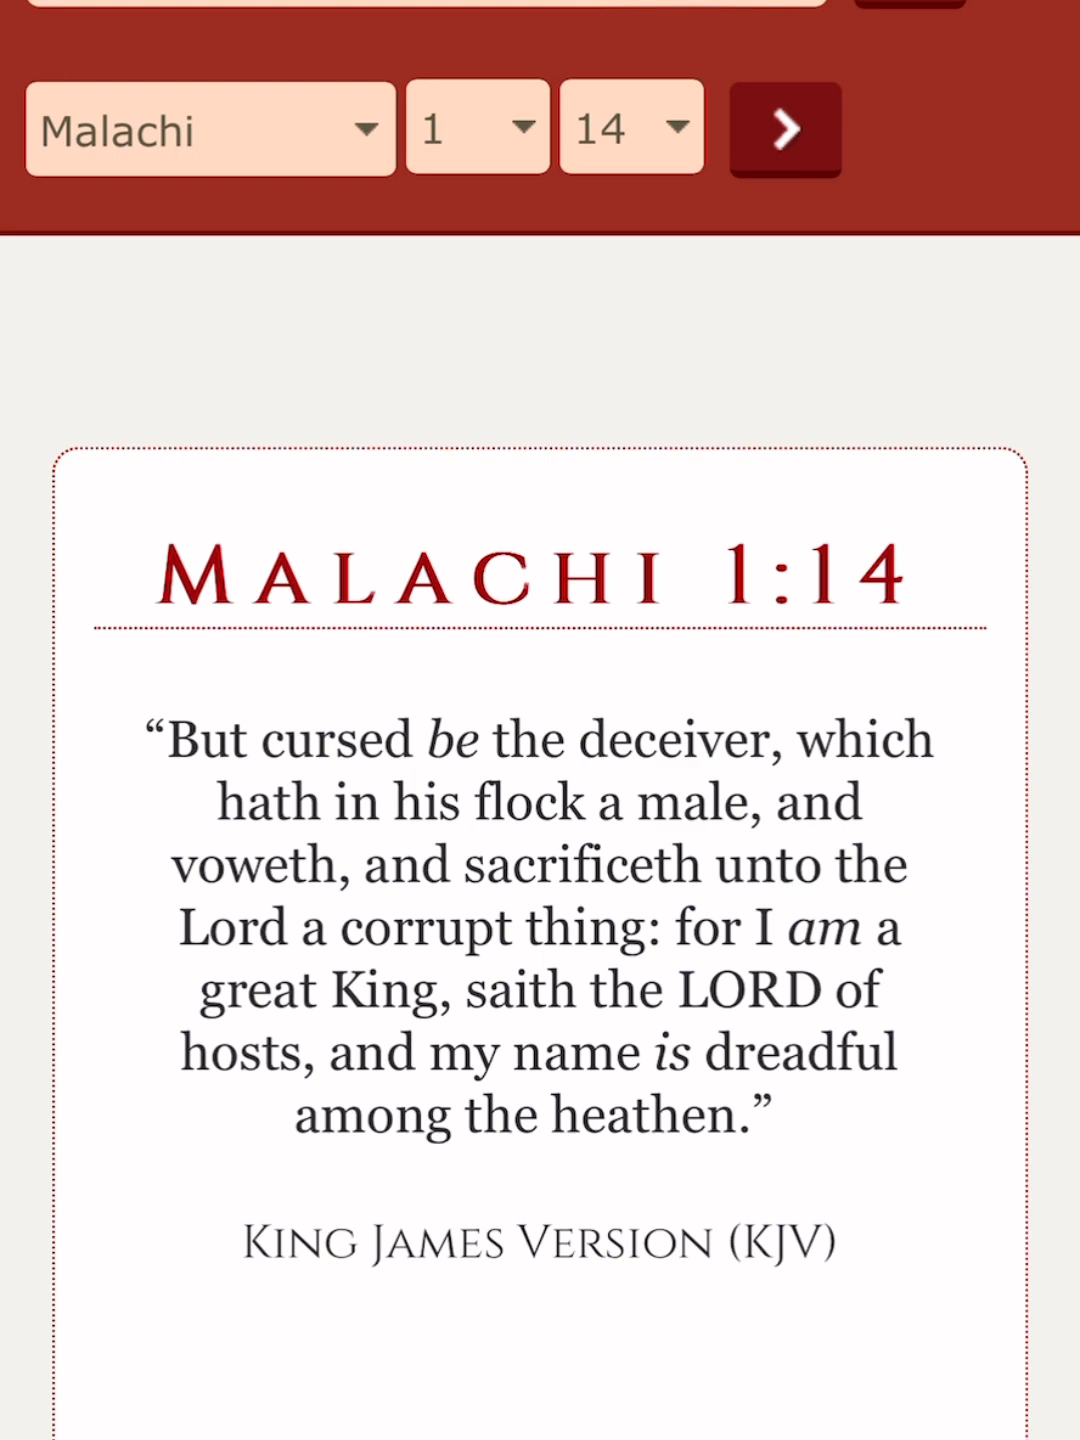 Malachi 1 14
MALACHI 1:14
“But cursed be the deceiver, which
hath in his flock a male, and
voweth, and sacrificeth unto the
Lord a corrupt thing: for I am a
great King, saith the LORD of
hosts, and my name is dreadful
among the heathen.”
KING JAMES VERSION (KJV)